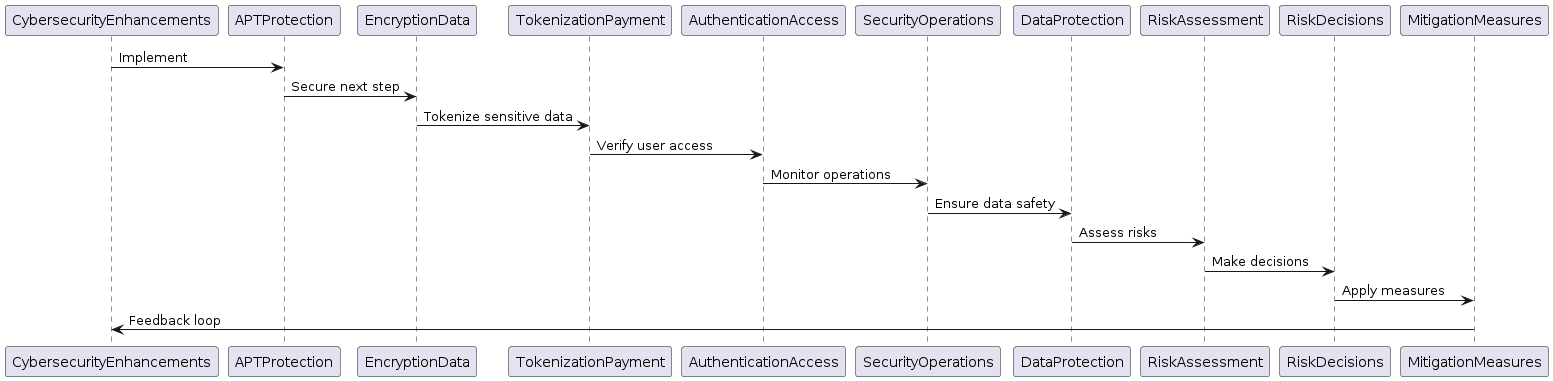 CybersecurityEnhancements APTProtection EncryptionData TokenizationPayment AuthenticationAccess SecurityOperations DataProtection RiskAssessment RiskDecisions MitigationMeasures
Implement
Secure next step
Tokenize sensitive data
Verify user access
Monitor operations
Ensure data safety
Assess risks
Make decisions
Apply measures
Feedback loop
CybersecurityEnhancements APTProtection EncryptionData TokenizationPayment AuthenticationAccess SecurityOperations DataProtection RiskAssessment RiskDecisions MitigationMeasures